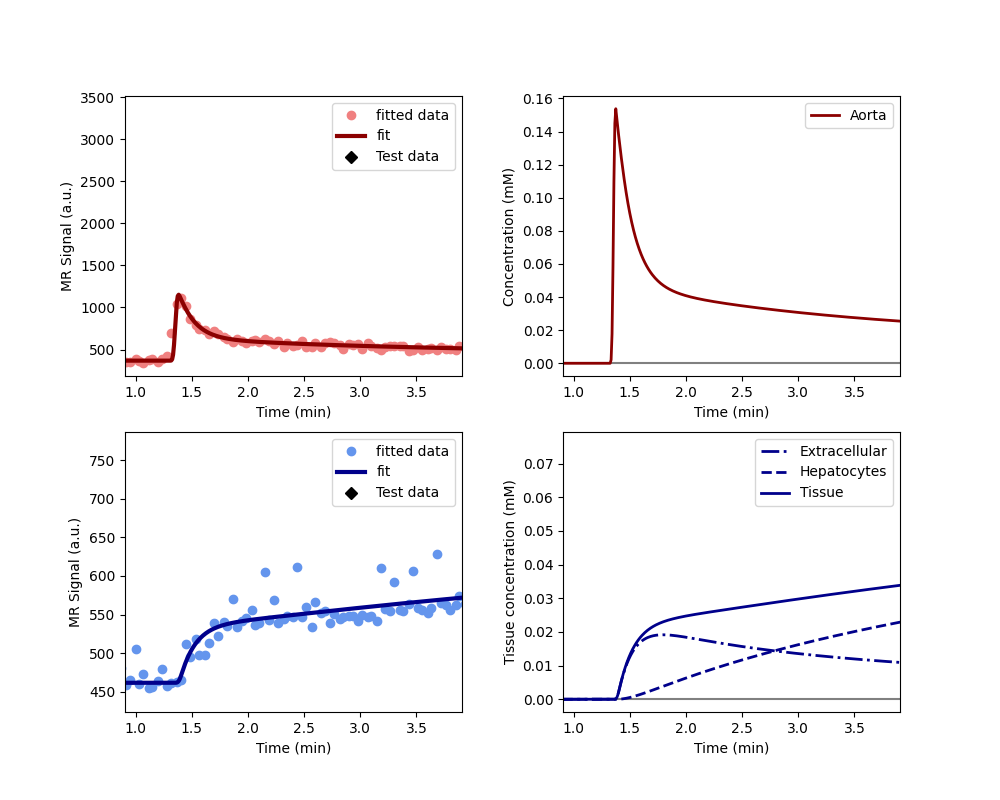 3500
3000
2500
2000
1500
1000
500
MR Signal (a.u.)
fitted data
fit
Test data
1.0 1.5 2.0 2.5 3.0 3.5
Time (min)
0.16
0.14
0.12
0.10
0.08
0.06
0.04
0.02
0.00
Concentration (mM)
Aorta
1.0 1.5 2.0 2.5 3.0 3.5
Time (min)
750
700
650
600
550
500
450
MR Signal (a.u.)
fitted data
fit
Test data
1.0 1.5 2.0 2.5 3.0 3.5
Time (min)
0.07
0.06
0.05
0.04
0.03
0.02
0.01
0.00
Tissue concentration (mM)
Extracellular
Hepatocytes
Tissue
1.0 1.5 2.0 2.5 3.0 3.5
Time (min)